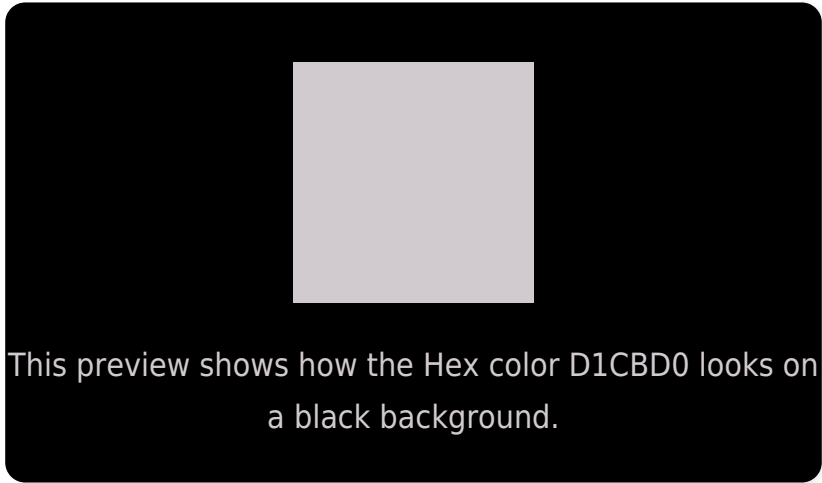 This preview shows how the Hex color D1CBD0 looks on
a black background.